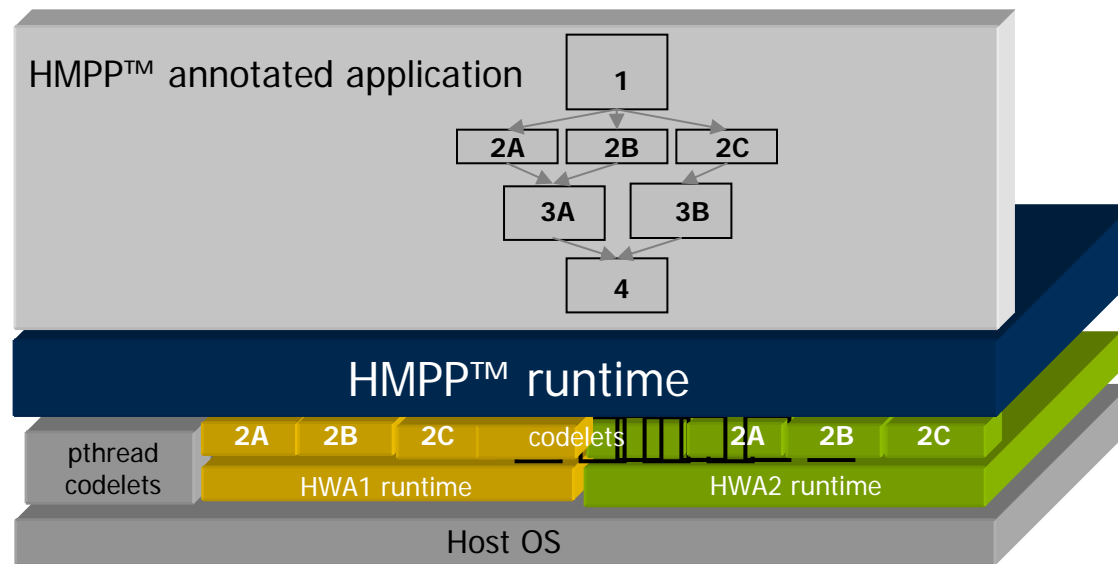 HMPP™ annotated application
1
2A 2B 2C
3A 3B
4
HMPP™ runtime
2A 2B 2C codelets 2A 2B 2C
pthread
codelets
HWA1 runtime HWA2 runtime
Host OS